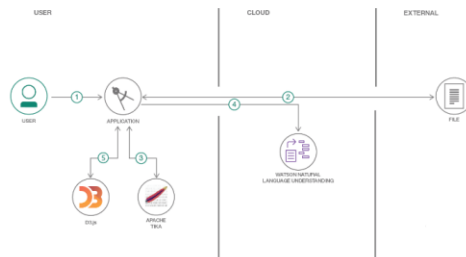 USER
CLOUD
EXTERNAL
1
2
4
USER
APPLICATION
FILE
5
3
WATSON NATURAL
LANGUAGE UNDERSTANDING
D3.js
APACHE
TIKA